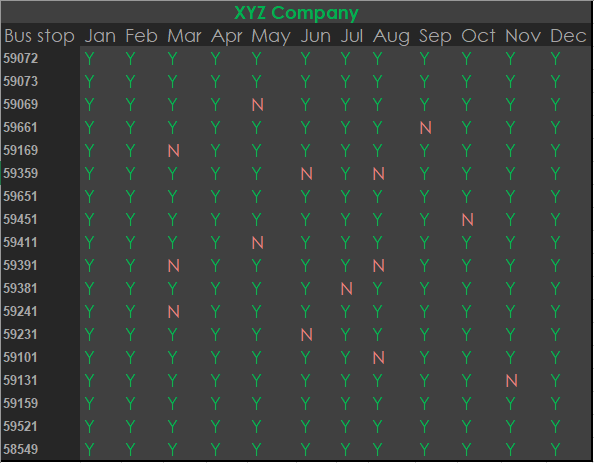 XYZ Company
Bus stop Jan Feb Mar Apr May Jun Jul Aug Sep Oct Nov Dec
59072 Y Y Y Y Y Y Y Y Y Y Y Y
59073 Y Y Y Y Y Y Y Y Y Y Y Y
59069 Y Y Y Y N Y Y Y Y Y Y Y
59661 Y Y Y Y Y Y Y Y N Y Y Y
59169 Y Y N Y Y Y Y Y Y Y Y Y
59359 Y Y Y Y Y N Y N Y Y Y Y
59651 Y Y Y Y Y Y Y Y Y Y Y Y
59451 Y Y Y Y Y Y Y Y Y N Y Y
59411 Y Y Y Y N Y Y Y Y Y Y Y
59391 Y Y N Y Y Y Y N Y Y Y Y
59381 Y Y Y Y Y Y N Y Y Y Y Y
59241 Y Y N Y Y Y Y Y Y Y Y Y
59231 Y Y Y Y Y N Y Y Y Y Y Y
59101 Y Y Y Y Y Y Y N Y Y Y Y
59131 Y Y Y Y Y Y Y Y Y Y N Y
59159 Y Y Y Y Y Y Y Y Y Y Y Y
59521 Y Y Y Y Y Y Y Y Y Y Y Y
58549 Y Y Y Y Y Y Y Y Y Y Y Y